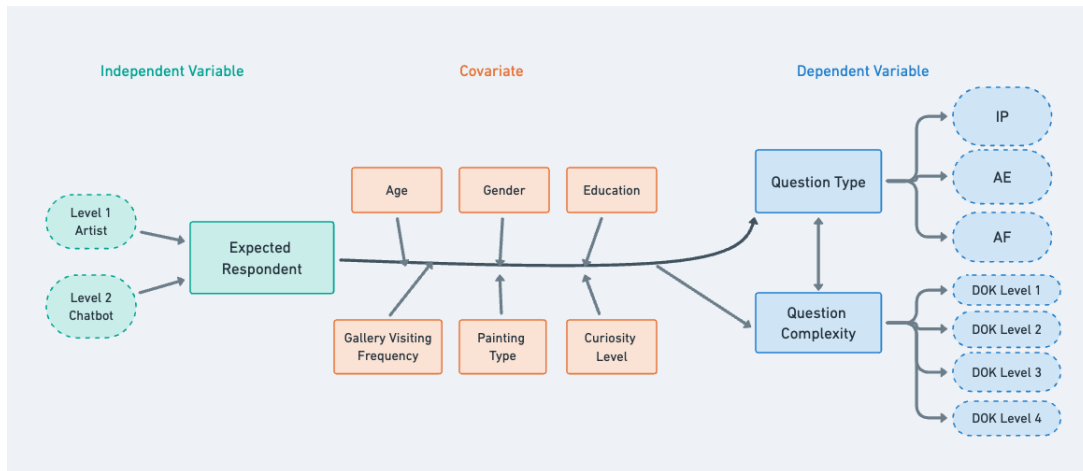 Independent Variable
Covariate
Dependent Variable
Level 1
Artist
Level 2
Chatbot
Expected
Respondent
Age
Gender
Education
Gallery Visiting
Frequency
Painting
Type
Curiosity
Level
Question Type
Question
Complexity
IP
AE
AF
DOK Level 1
DOK Level 2
DOK Level 3
DOK Level 4